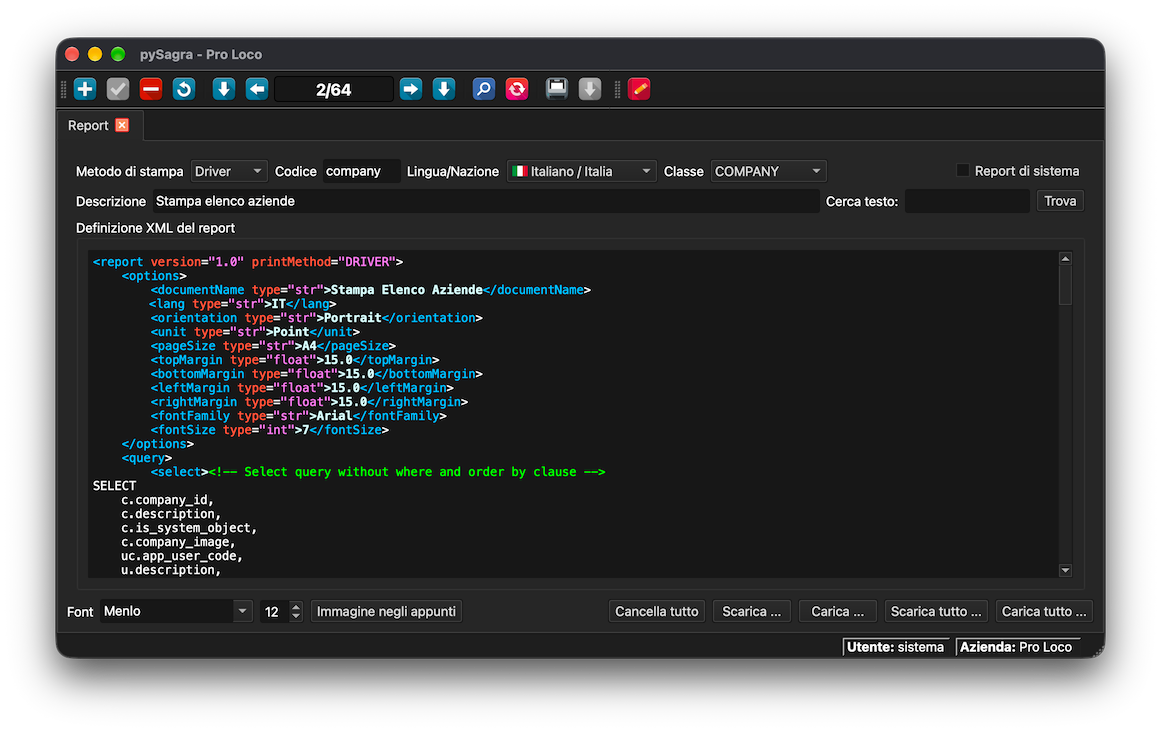 pySagra - Pro Loco
2/64
Report
Metodo di stampa Driver Codice company Lingua/Nazione Italiano / Italia Classe COMPANY Report di sistema
Descrizione Stampa elenco aziende Cerca testo: Trova
Definizione XML del report
<report version="1.0" printMethod="DRIVER">
    <options>
        <documentName type="str">Stampa Elenco Aziende</documentName>
        <lang type="str">IT</lang>
        <orientation type="str">Portrait</orientation>
        <unit type="str">Point</unit>
        <pageSize type="str">A4</pageSize>
        <topMargin type="float">15.0</topMargin>
        <bottomMargin type="float">15.0</bottomMargin>
        <leftMargin type="float">15.0</leftMargin>
        <rightMargin type="float">15.0</rightMargin>
        <fontFamily type="str">Arial</fontFamily>
        <fontSize type="int">7</fontSize>
    </options>
    <query>
        <select><!-- Select query without where and order by clause -->
SELECT
    c.company_id,
    c.description,
    c.is_system_object,
    c.company_image,
    uc.app_user_code,
    u.description,
Font Menlo 12 Immagine negli appunti Cancella tutto Scarica ... Carica ... Scarica tutto ... Carica tutto ...
Utente: sistema Azienda: Pro Loco